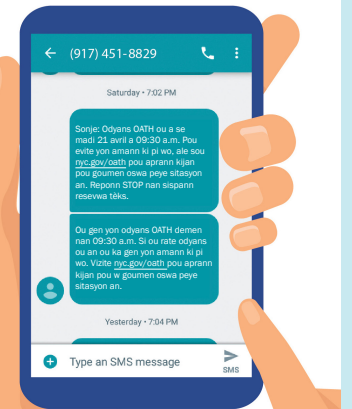 (917) 451-8829
Saturday • 7:02 PM
Sonje: Odyans OATH ou a se
madi 21 avril a 09:30 a.m. Pou
evite yon amann ki pi wo, ale sou
nyc.gov/oath pou aprann kijan
pou goumen oswa peye sitasyon
an. Reponn STOP nan sispann
resevwa tèks.
Ou gen yon odyans OATH demen
nan 09:30 a.m. Si ou rate odyans
ou an ou ka gen yon amann ki pi
wo. Vizite nyc.gov/oath pou aprann
kijan pou w goumen oswa peye
sitasyon an.
Yesterday • 7:04 PM
Type an SMS message
SMS